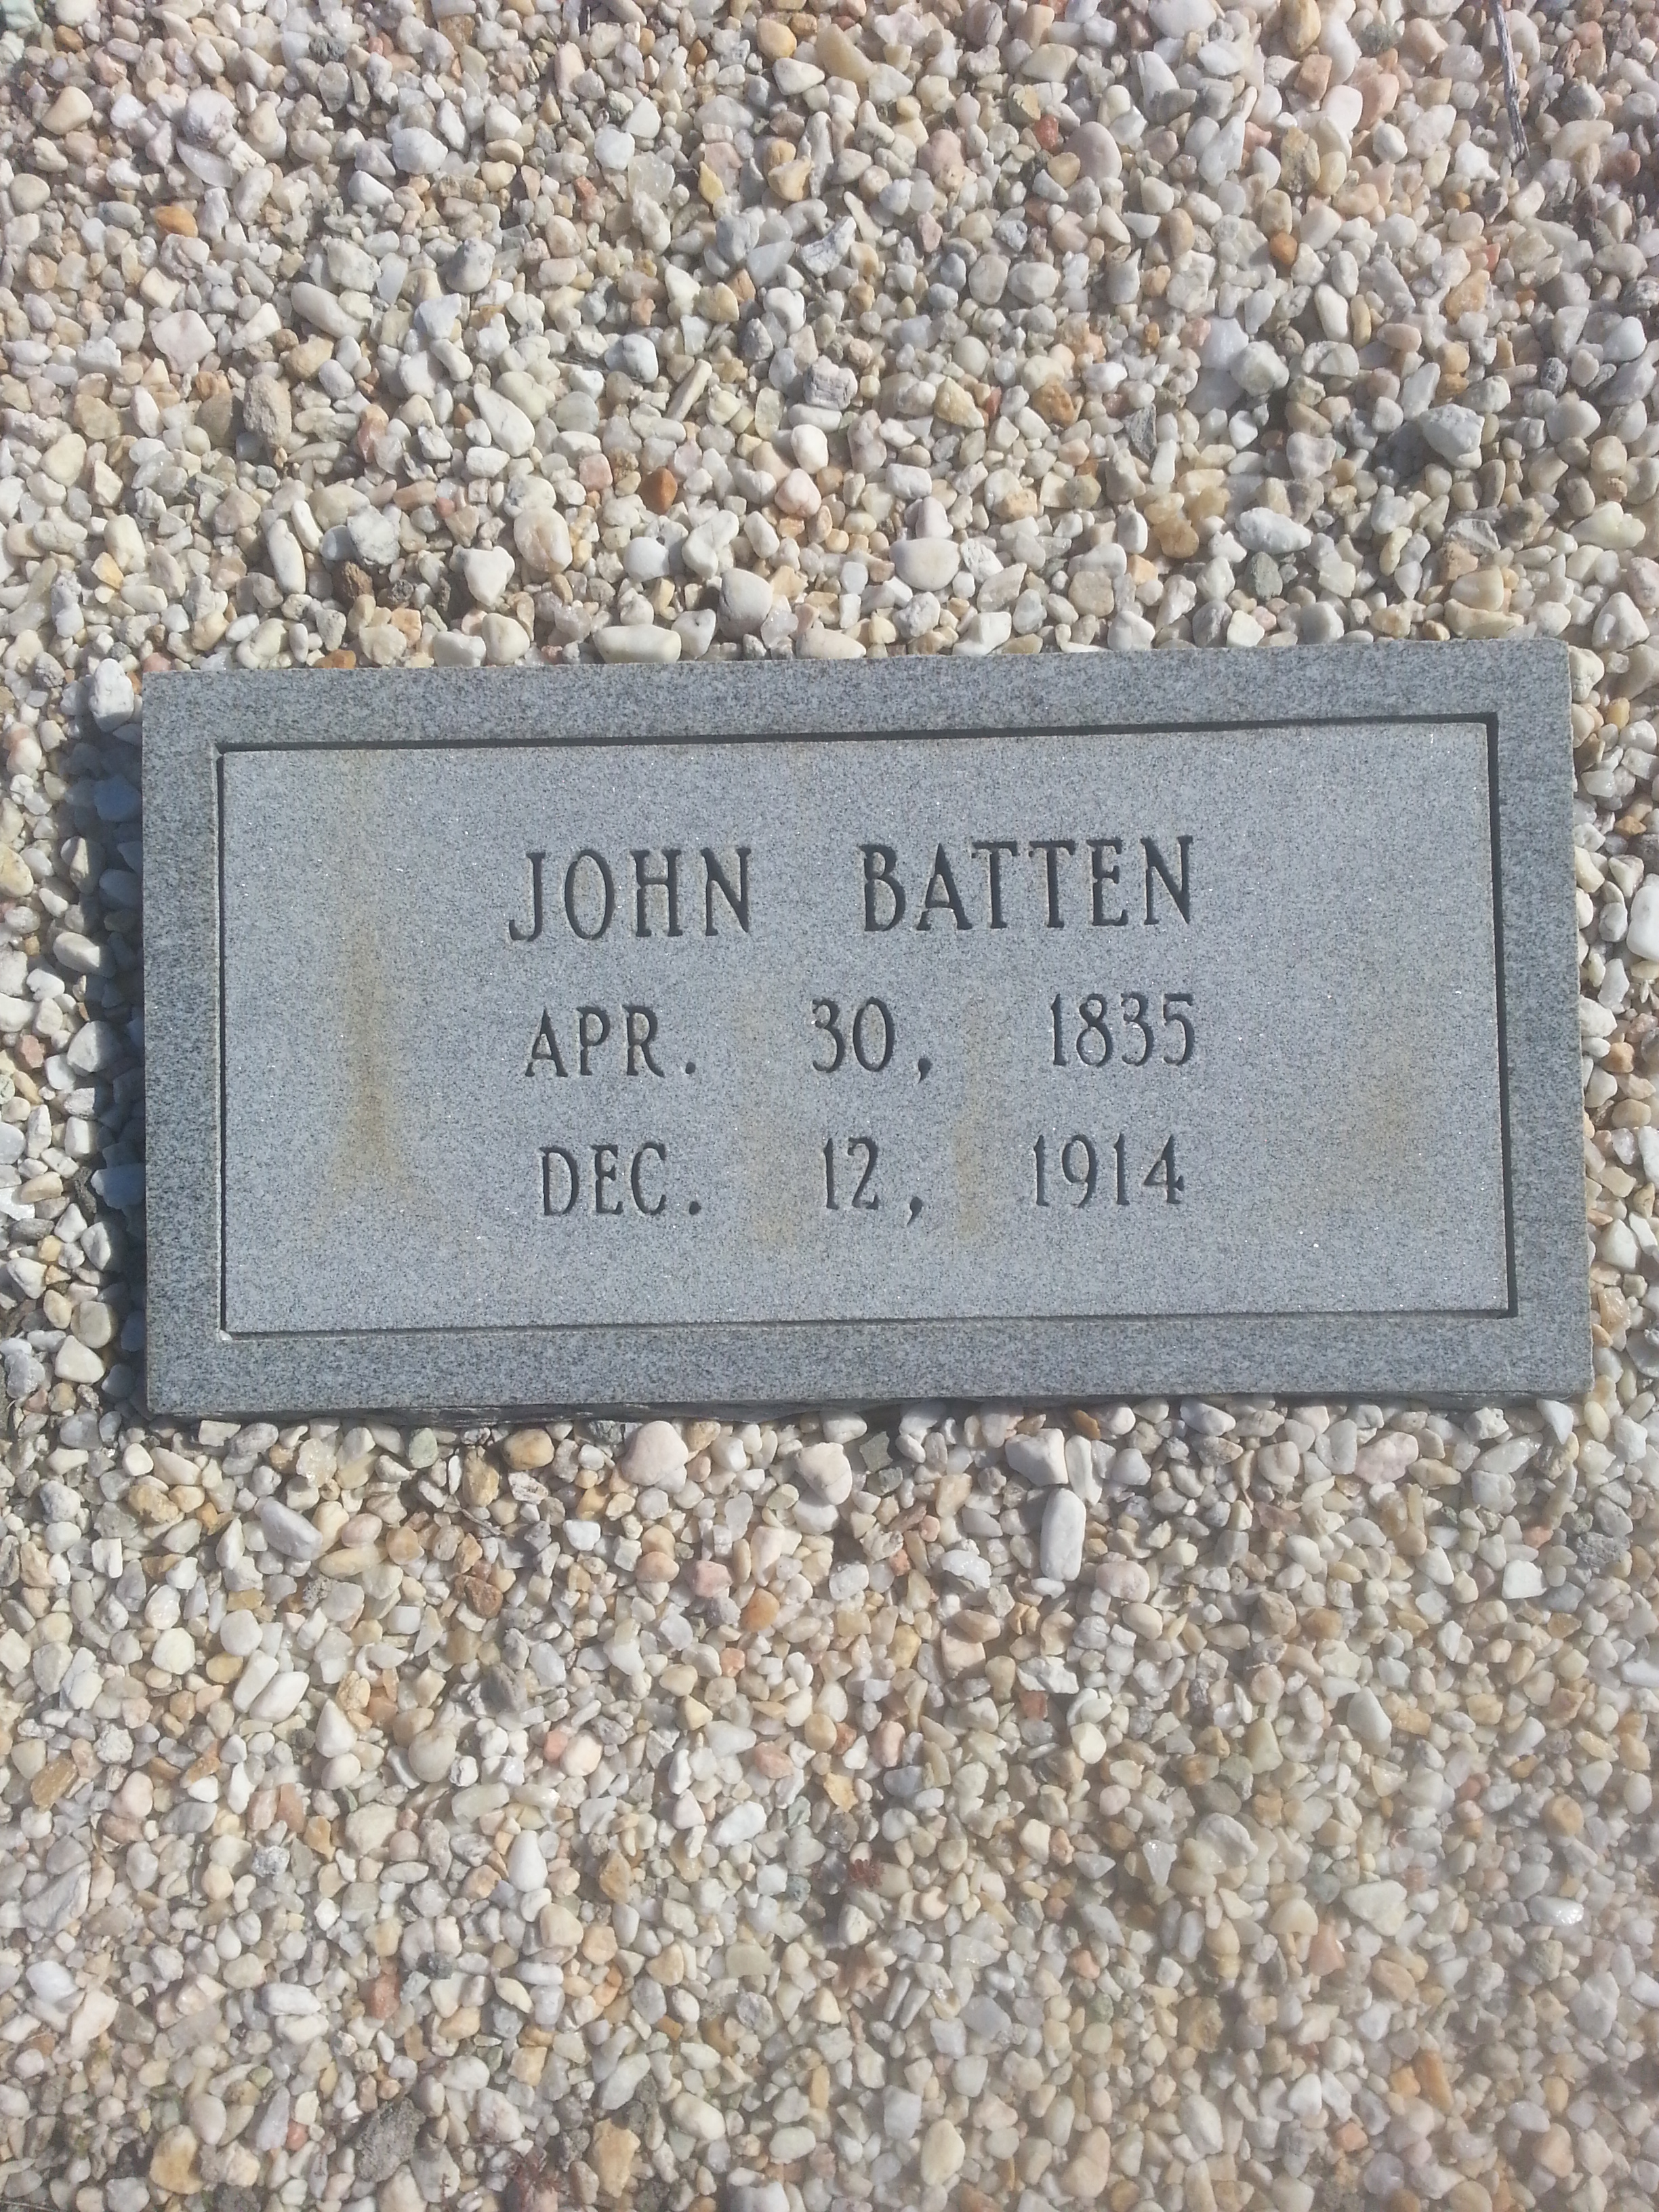 JOHN BATTEN
APR. 30, 1835
DEC. 12, 1914